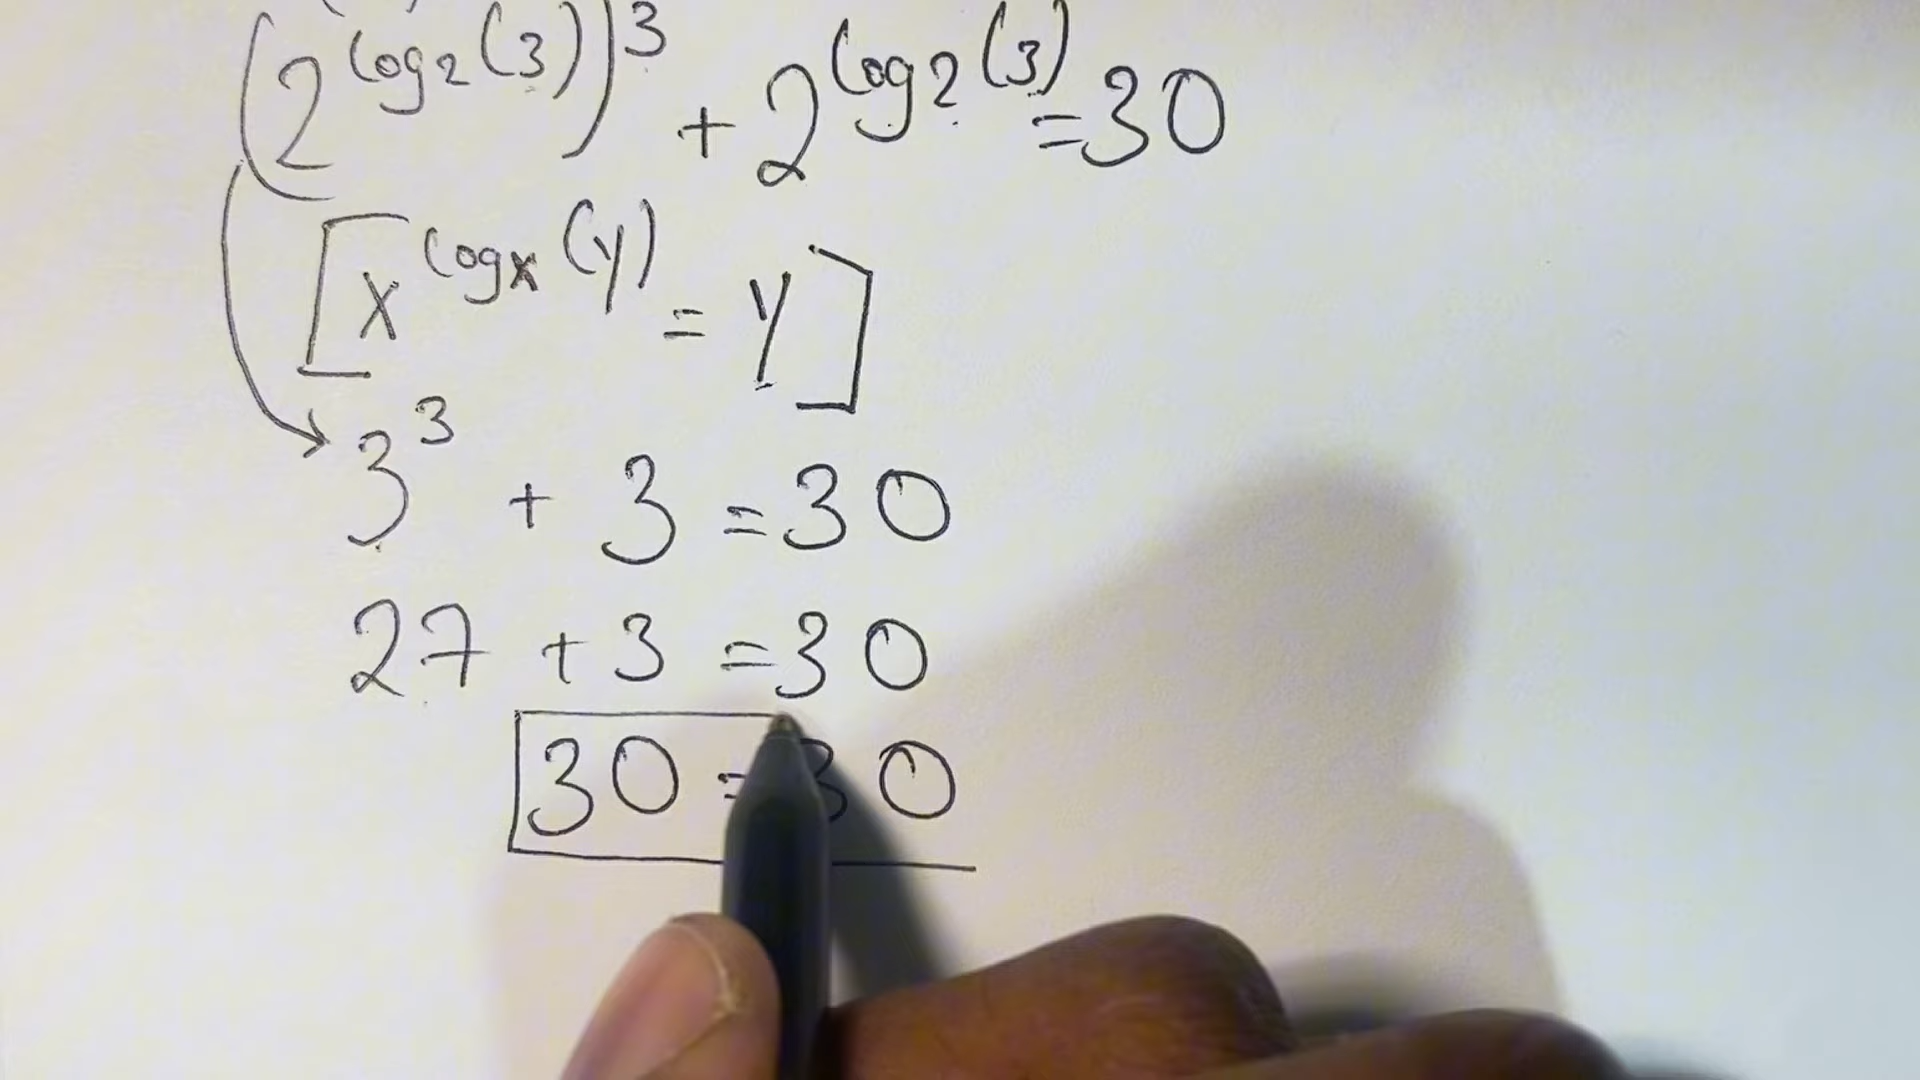 (2^log₂(3))³ + 2^log₂(3) = 30
[x^logₓ(y) = y]
3³ + 3 = 30
27 + 3 = 30
30 = 30